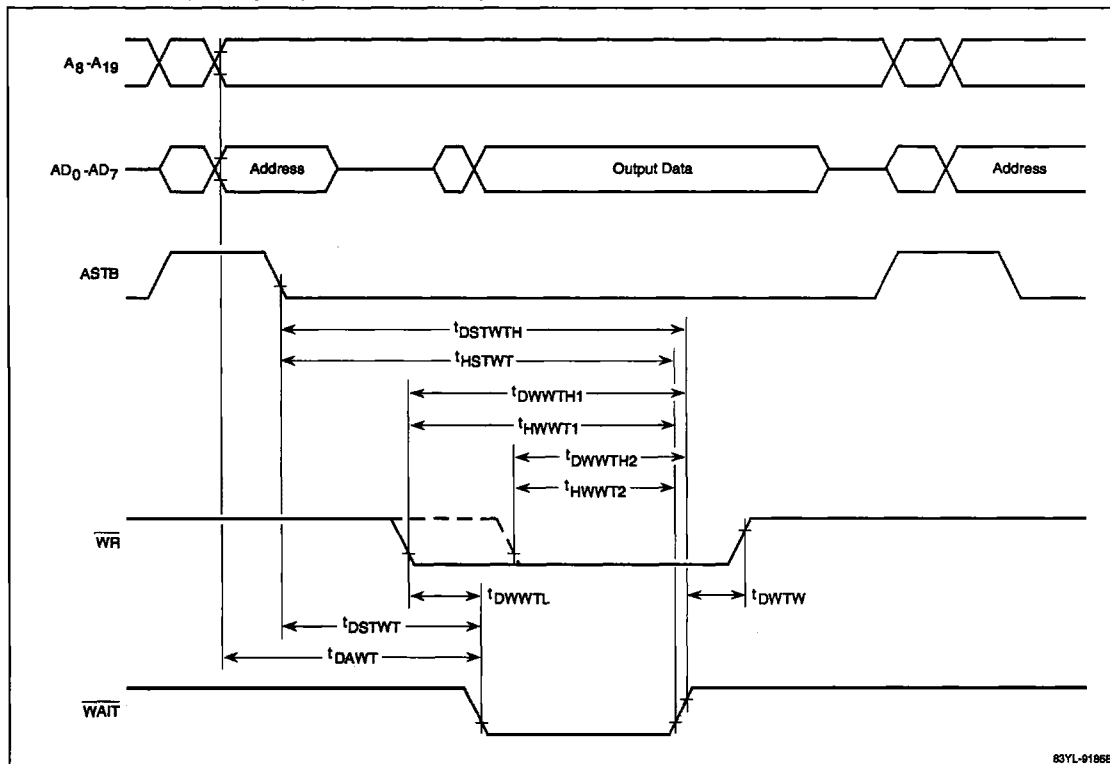 A8-A19
AD0-AD7
Address
Output Data
Address
ASTB
tDSTWTH
tHSTWT
tDWWTH1
tHWWT1
tDWWTH2
tHWWT2
WR
tDWWTL
tDWTW
tDSTWT
tDAWT
WAIT
83YL-9186B